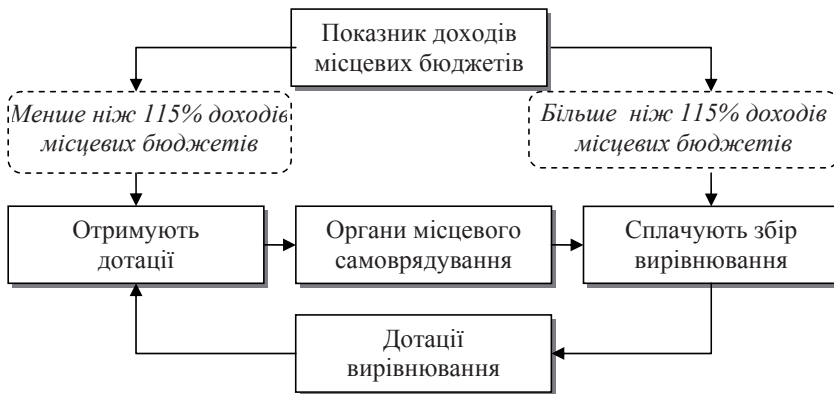 Показник доходів
місцевих бюджетів
Менше ніж 115% доходів
місцевих бюджетів
Більше ніж 115% доходів
місцевих бюджетів
Отримують
дотації
Органи місцевого
самоврядування
Сплачують збір
вирівнювання
Дотації
вирівнювання